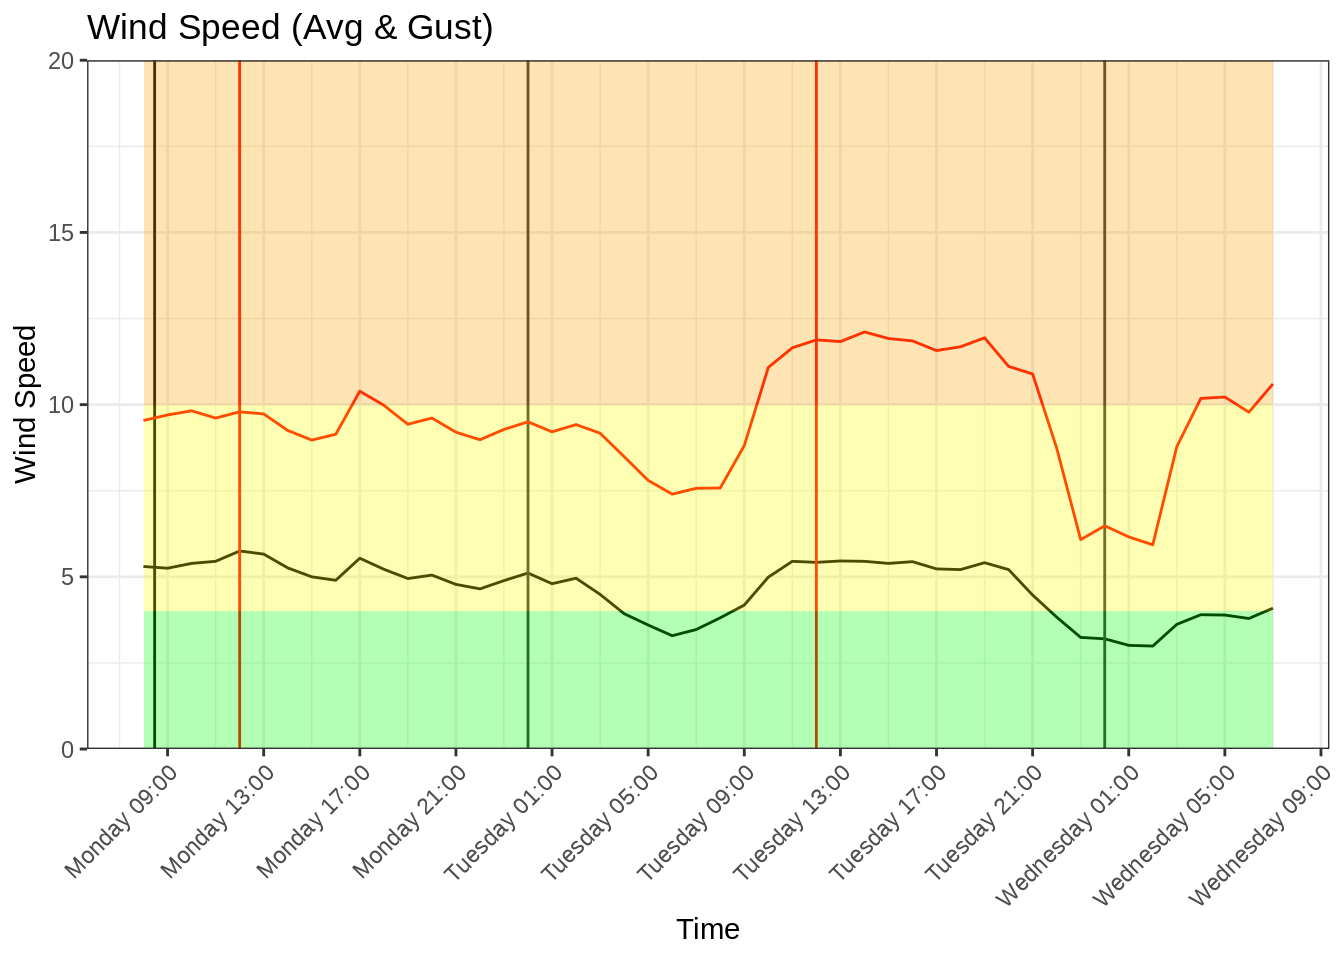 Wind Speed (Avg & Gust)
20
15
10
5
0
Wind Speed
Monday 09:00
Monday 13:00
Monday 17:00
Monday 21:00
Tuesday 01:00
Tuesday 05:00
Tuesday 09:00
Tuesday 13:00
Tuesday 17:00
Tuesday 21:00
Wednesday 01:00
Wednesday 05:00
Wednesday 09:00
Time